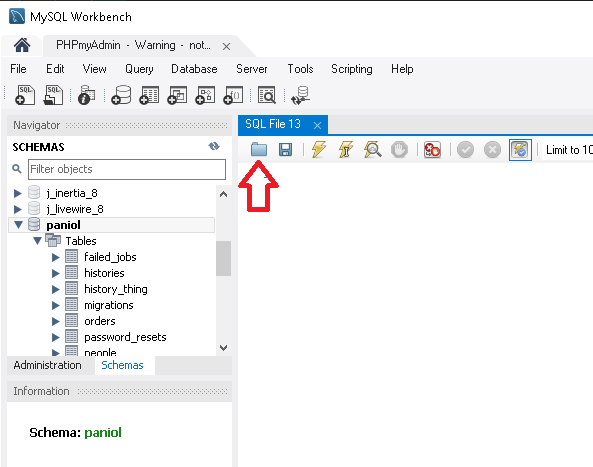 MySQL Workbench
PHPmyAdmin - Warning - not...
File Edit View Query Database Server Tools Scripting Help
Navigator
SCHEMAS
Filter objects
j_inertia_8
j_livewire_8
paniol
Tables
failed_jobs
histories
history_thing
migrations
orders
password_resets
people
Administration Schemas
Information
Schema: paniol
SQL File 13
Limit to 10